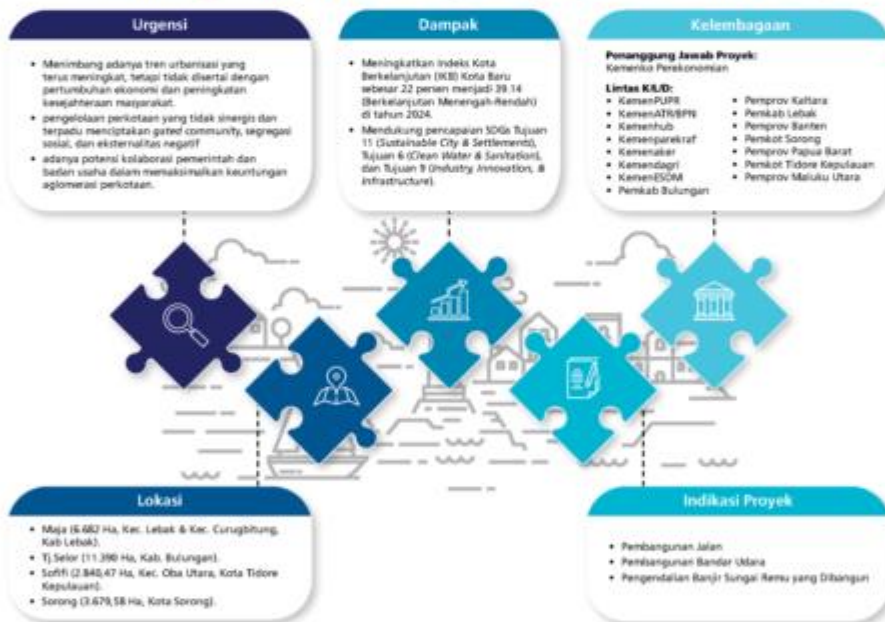 Urgensi
• Menimbang adanya tren urbanisasi yang
terus meningkat, tetapi tidak disertai dengan
pertumbuhan ekonomi dan peningkatan
kesejahteraan masyarakat.
• pengelolaan perkotaan yang tidak sinergis dan
terpadu menciptakan gated community, segregasi
sosial, dan eksternalitas negatif
• adanya potensi kolaborasi pemerintah dan
badan usaha dalam memaksimalkan keuntungan
aglomerasi perkotaan.
Dampak
• Meningkatkan Indeks Kota
Berkelanjutan (IKB) Kota Baru
sebesar 22 persen menjadi 39.14
(Berkelanjutan Menengah-Rendah)
di tahun 2024.
• Mendukung pencapaian SDGs Tujuan
11 (Sustainable City & Settlements),
Tujuan 6 (Clean Water & Sanitation),
dan Tujuan 9 (Industry, Innovation, &
Infrastructure).
Kelembagaan
Penanggung Jawab Proyek:
Kemenko Perekonomian
Lintas K/L/D:
• KemenPUPR
• KemenATR/BPN
• Kemenhub
• Kemenparekraf
• Kemenaker
• Kemendagri
• KemenESDM
• Pemkab Bulungan
• Pemprov Kaltara
• Pemkab Lebak
• Pemprov Banten
• Pemkot Sorong
• Pemprov Papua Barat
• Pemkot Tidore Kepulauan
• Pemprov Maluku Utara
Lokasi
• Maja (6.682 Ha, Kec. Lebak & Kec. Curugbitung,
Kab Lebak).
• Tj.Selor (11.390 Ha, Kab. Bulungan).
• Sofifi (2.840,47 Ha, Kec. Oba Utara, Kota Tidore
Kepulauan).
• Sorong (3.679,58 Ha, Kota Sorong).
Indikasi Proyek
• Pembangunan Jalan
• Pembangunan Bandar Udara
• Pengendalian Banjir Sungai Remu yang Dibangun